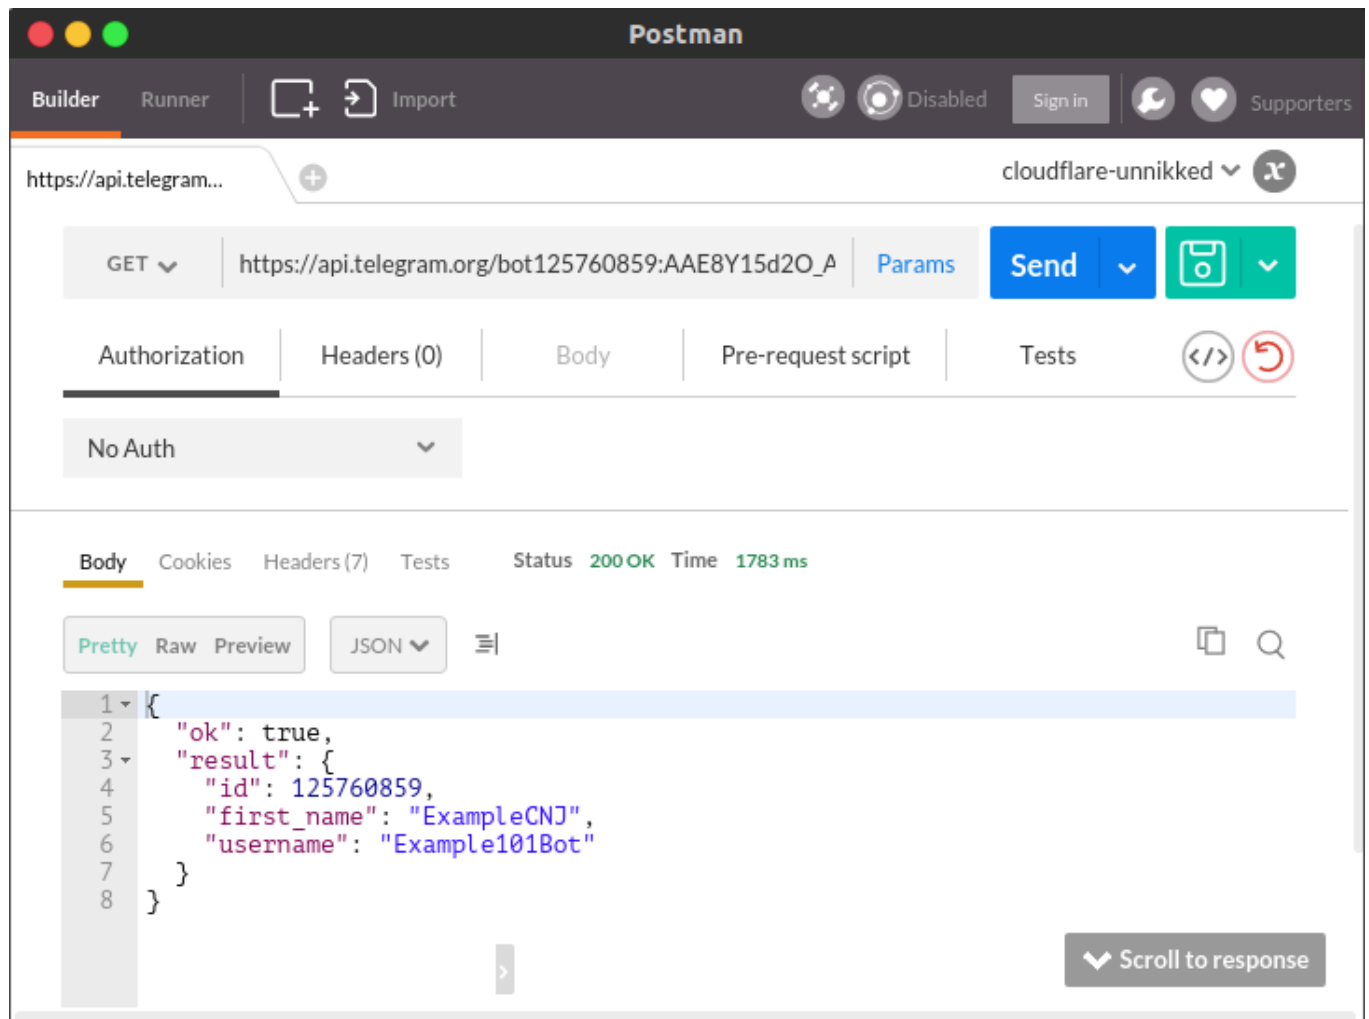 Postman
Builder Runner Import Disabled Sign in Supporters
https://api.telegram... cloudflare-unnikked x
GET https://api.telegram.org/bot125760859:AAE8Y15d2O_A Params Send
Authorization Headers (0) Body Pre-request script Tests </>
No Auth
Body Cookies Headers (7) Tests Status 200 OK Time 1783 ms
Pretty Raw Preview JSON
1 {
2 "ok": true,
3 "result": {
4 "id": 125760859,
5 "first_name": "ExampleCNJ",
6 "username": "Example101Bot"
7 }
8 }
Scroll to response